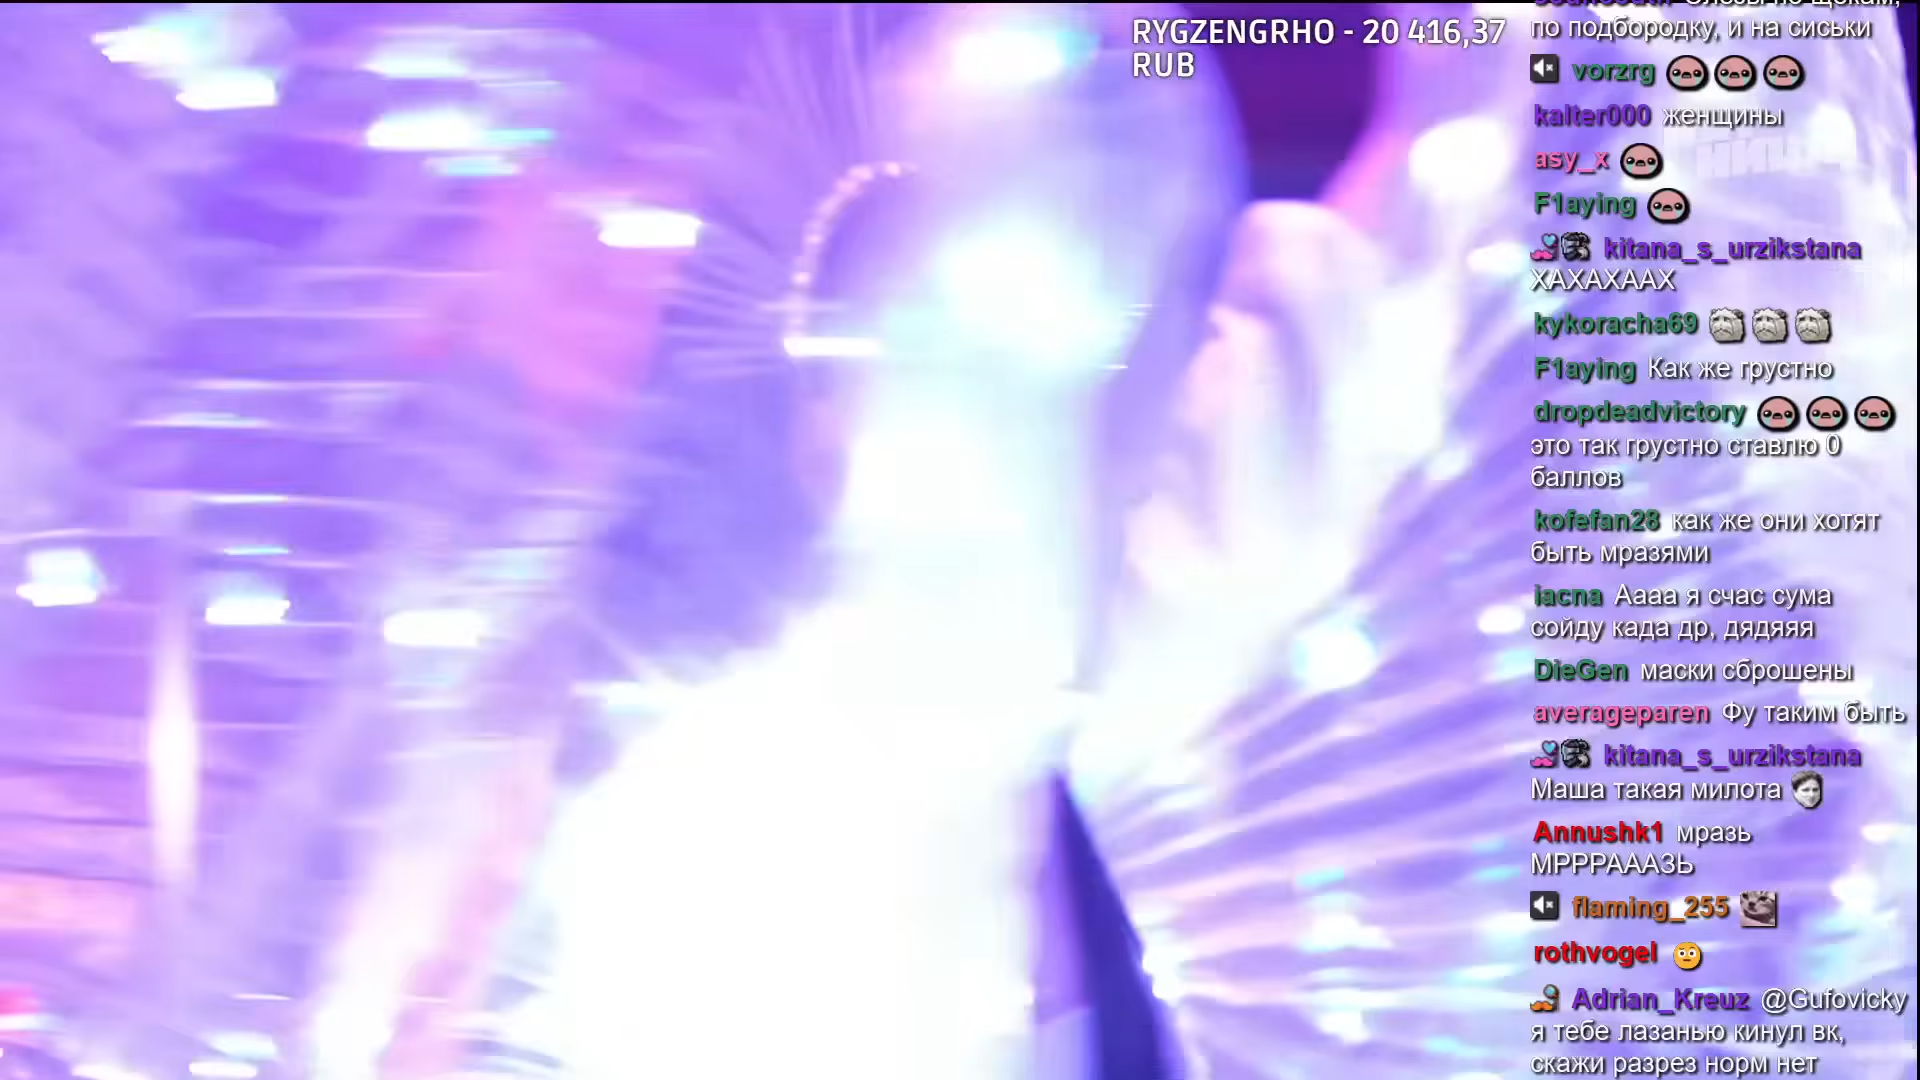 RYGZENGRHO - 20 416,37
RUB
по подбородку, и на сиськи
vorzrg
kalter000 женщины
asy_x
F1aying
kitana_s_urzikstana
ХАХАХААХ
kykoracha69
F1aying Как же грустно
dropdeadvictory
это так грустно ставлю 0
баллов
kofefan28 как же они хотят
быть мразями
iacna Аааа я счас сума
сойду када др, дядяяя
DieGen маски сброшены
averageparen Фу таким быть
kitana_s_urzikstana
Маша такая милота
Annushk1 мразь
МРРРАААЗЬ
flaming_255
rothvogel
Adrian_Kreuz @Gufovicky
я тебе лазанью кинул вк,
скажи разрез норм нет